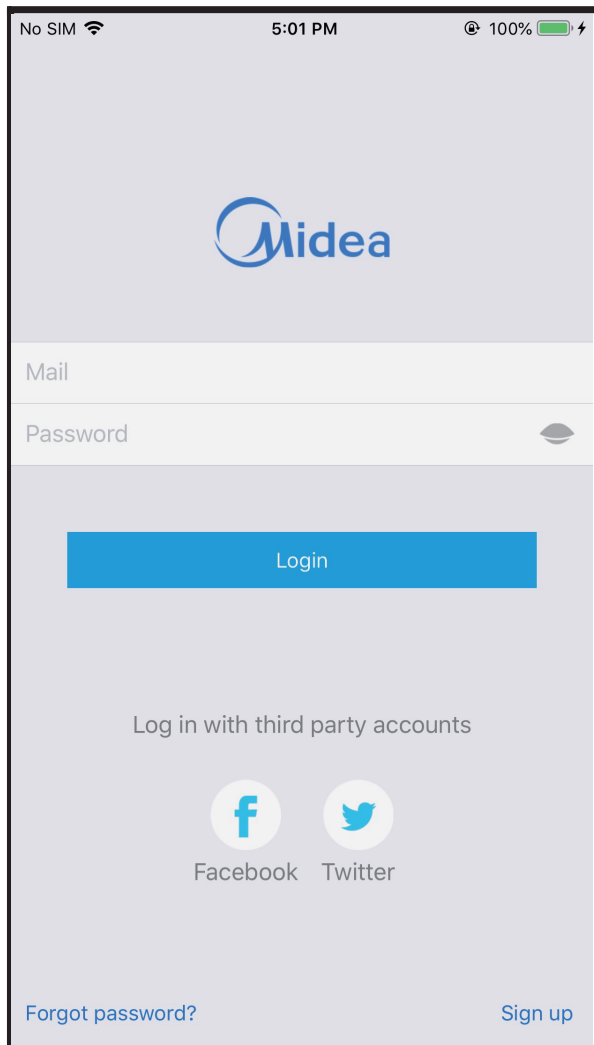 No SIM 5:01 PM 100%
Midea
Mail
Password
Login
Log in with third party accounts
Facebook Twitter
Forgot password? Sign up